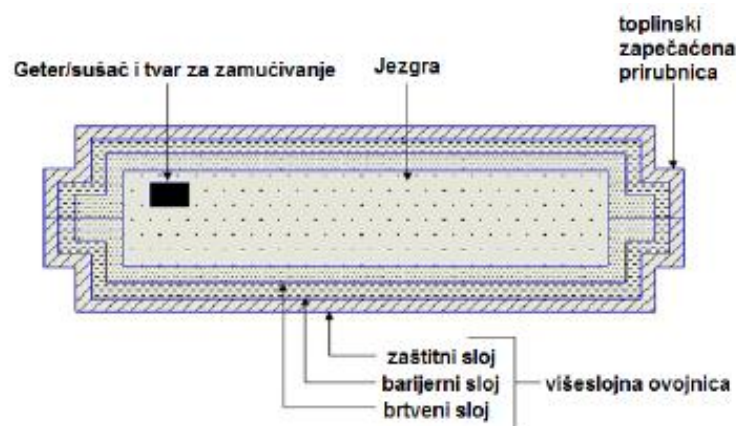 toplinski
zapečaćena
prirubnica
Geter/sušač i tvar za zamućivanje
Jezgra
zaštitni sloj
barijerni sloj
brtveni sloj
višeslojna ovojnica